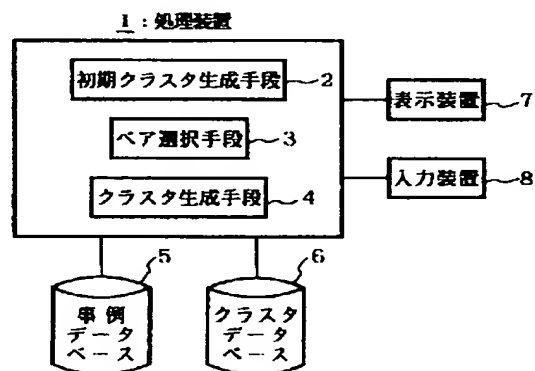 1：処理装置
初期クラスタ生成手段 2
ペア選択手段 3
クラスタ生成手段 4
表示装置 7
入力装置 8
5
事例
データ
ベース
6
クラスタ
データ
ベース